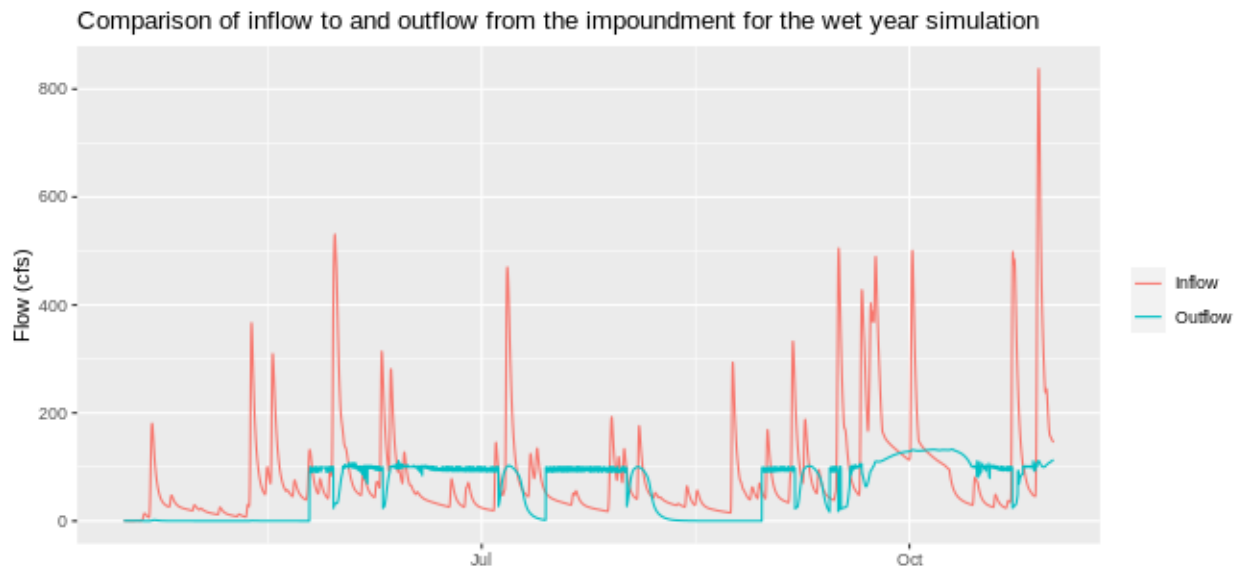 Comparison of inflow to and outflow from the impoundment for the wet year simulation
800
600
400
200
0
Flow (cfs)
Jul
Oct
Inflow
Outflow